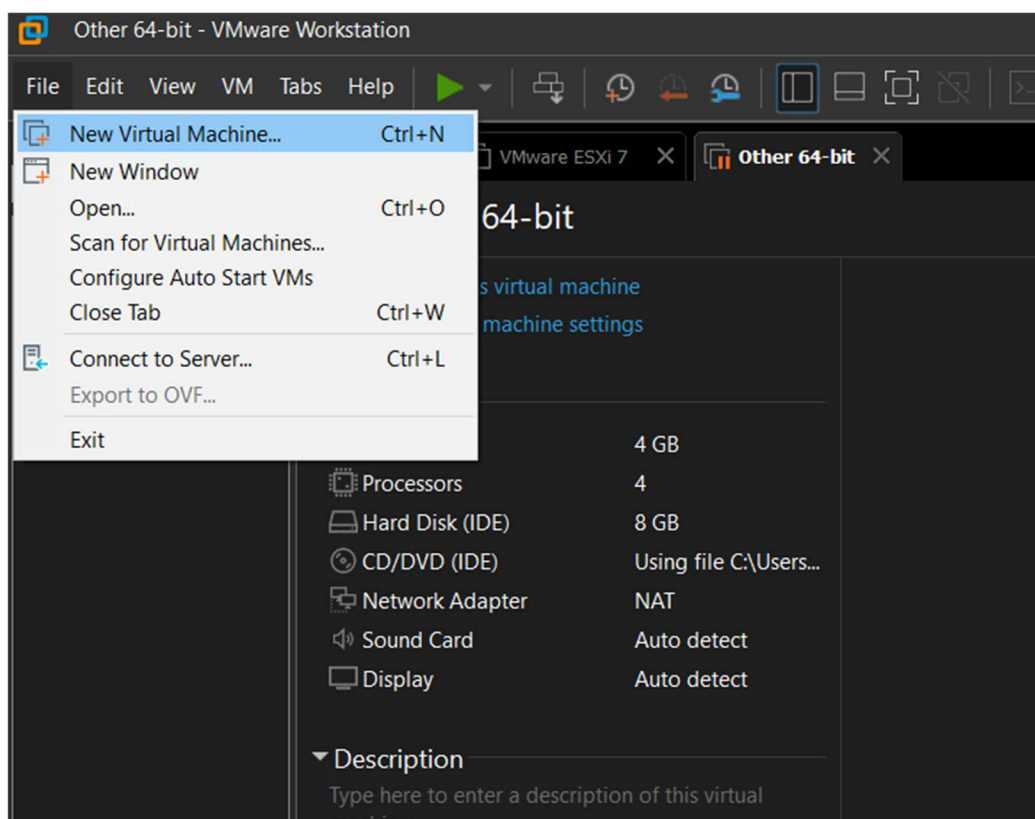 Other 64-bit - VMware Workstation
File Edit View VM Tabs Help
New Virtual Machine... Ctrl+N
New Window
Open... Ctrl+O
Scan for Virtual Machines...
Configure Auto Start VMs
Close Tab Ctrl+W
Connect to Server... Ctrl+L
Export to OVF...
Exit
VMware ESXi 7
Other 64-bit
64-bit
s virtual machine
machine settings
4 GB
Processors 4
Hard Disk (IDE) 8 GB
CD/DVD (IDE) Using file C:\Users...
Network Adapter NAT
Sound Card Auto detect
Display Auto detect
Description
Type here to enter a description of this virtual